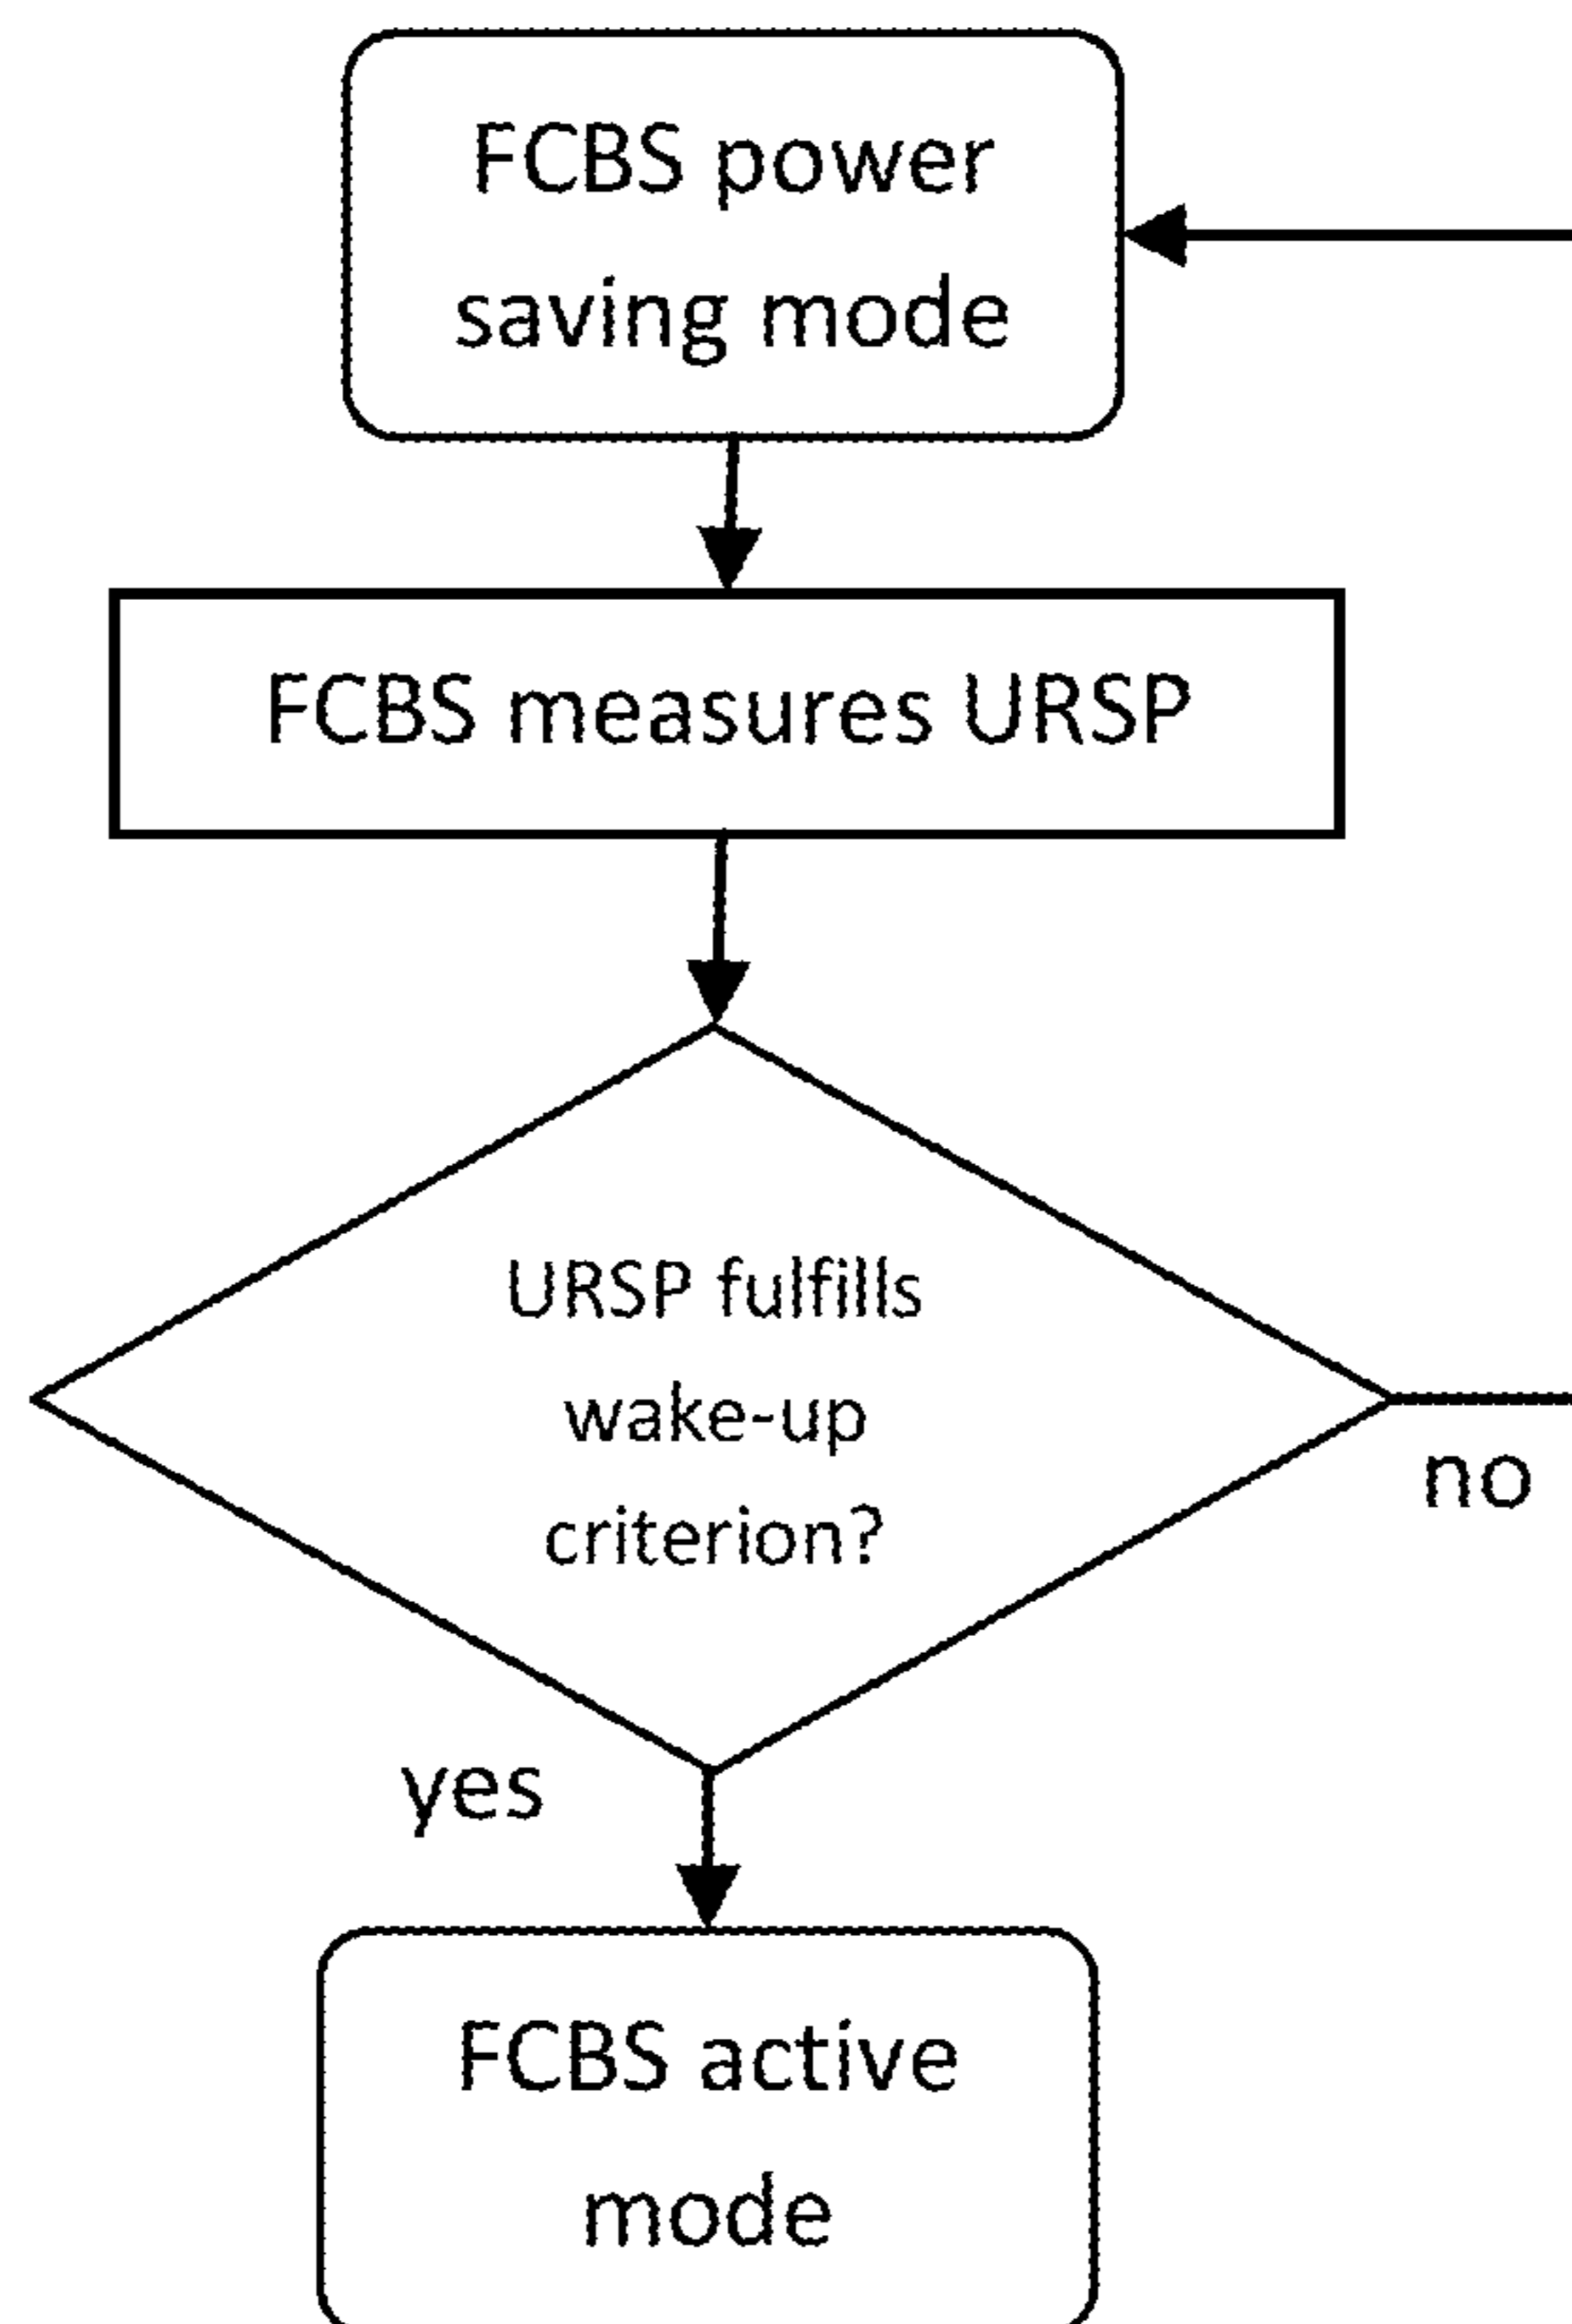 FCBS power
saving mode
FCBS measures URSP
URSP fulfills
wake-up
criterion?
no
yes
FCBS active
mode